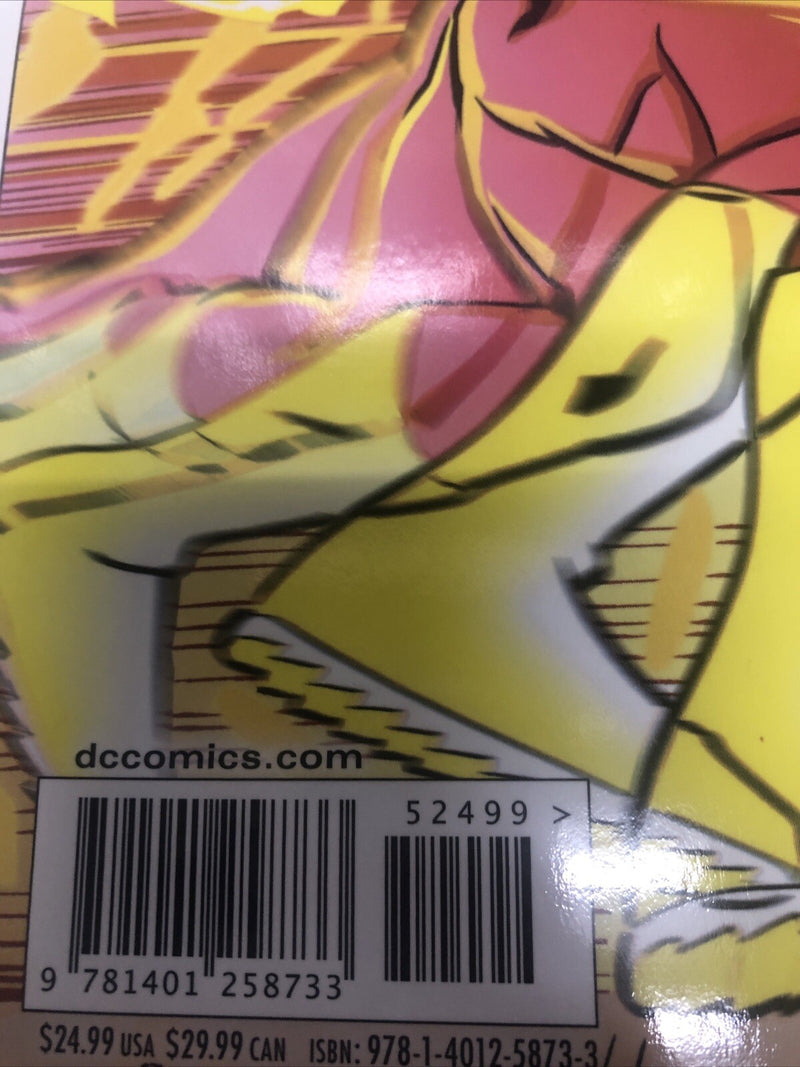 dccomics.com
52499 >
9 781401 258733
$24.99 USA $29.99 CAN ISBN: 978-1-4012-5873-3